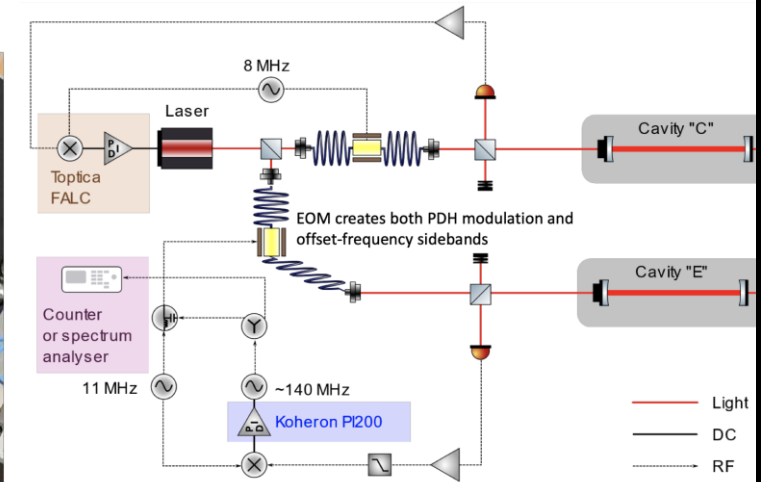 8 MHz
Laser
Cavity "C"
P
I
D
Toptica
FALC
EOM creates both PDH modulation and
offset-frequency sidebands
Cavity "E"
Counter
or spectrum
analyser
Y
11 MHz
~140 MHz
P
I
D
Koheron PI200
Light
DC
RF